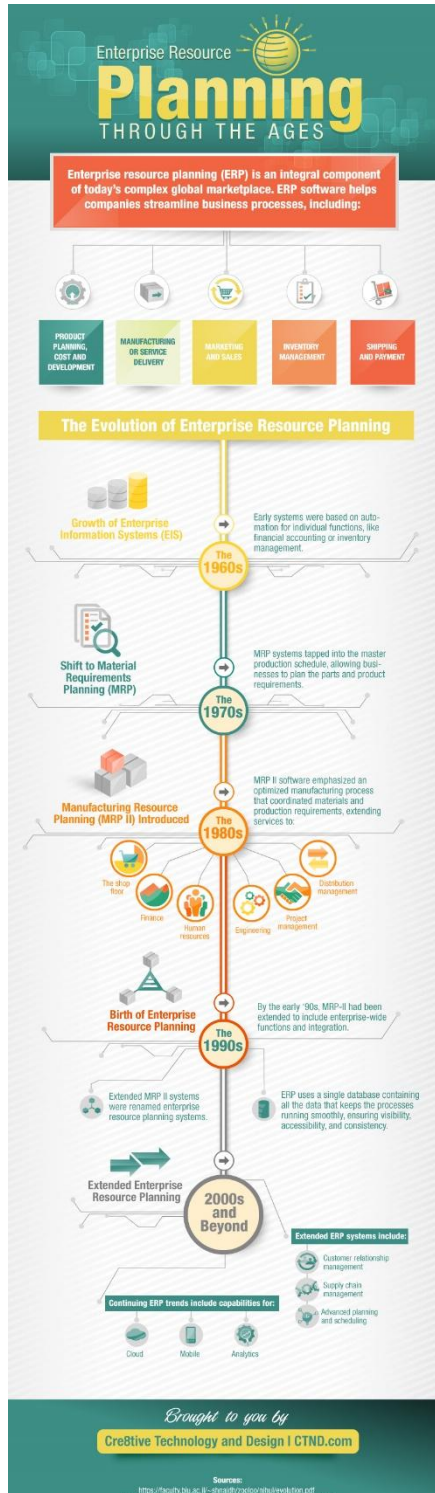 Enterprise Resource
Planning
THROUGH THE AGES
Enterprise resource planning (ERP) is an integral component
of today's complex global marketplace. ERP software helps
companies streamline business processes, including:
PRODUCT
PLANNING,
COST AND
DEVELOPMENT
MANUFACTURING
OR SERVICE
DELIVERY
MARKETING
AND SALES
INVENTORY
MANAGEMENT
SHIPPING
AND PAYMENT
The Evolution of Enterprise Resource Planning
Growth of Enterprise
Information Systems (EIS)
Early systems were based on auto-
mation for individual functions, like
financial accounting or inventory
management.
The
1960s
Shift to Material
Requirements
Planning (MRP)
MRP systems tapped into the master
production schedule, allowing busi-
nesses to plan the parts and product
requirements.
The
1970s
Manufacturing Resource
Planning (MRP II) Introduced
MRP II software emphasized an
optimized manufacturing process
that coordinated materials and
production requirements, extending
services to:
The
1980s
The shop
floor
Finance
Human
resources
Engineering
Project
management
Distribution
management
Birth of Enterprise
Resource Planning
By the early '90s, MRP-II had been
extended to include enterprise-wide
functions and integration.
The
1990s
Extended MRP II systems
were renamed enterprise
resource planning systems.
ERP uses a single database containing
all the data that keeps the processes
running smoothly, ensuring visibility,
accessibility, and consistency.
Extended Enterprise
Resource Planning
2000s
and
Beyond
Extended ERP systems include:
Customer relationship
management
Supply chain
management
Advanced planning
and scheduling
Continuing ERP trends include capabilities for:
Cloud
Mobile
Analytics
Brought to you by
Cre8tive Technology and Design | CTND.com
Sources: